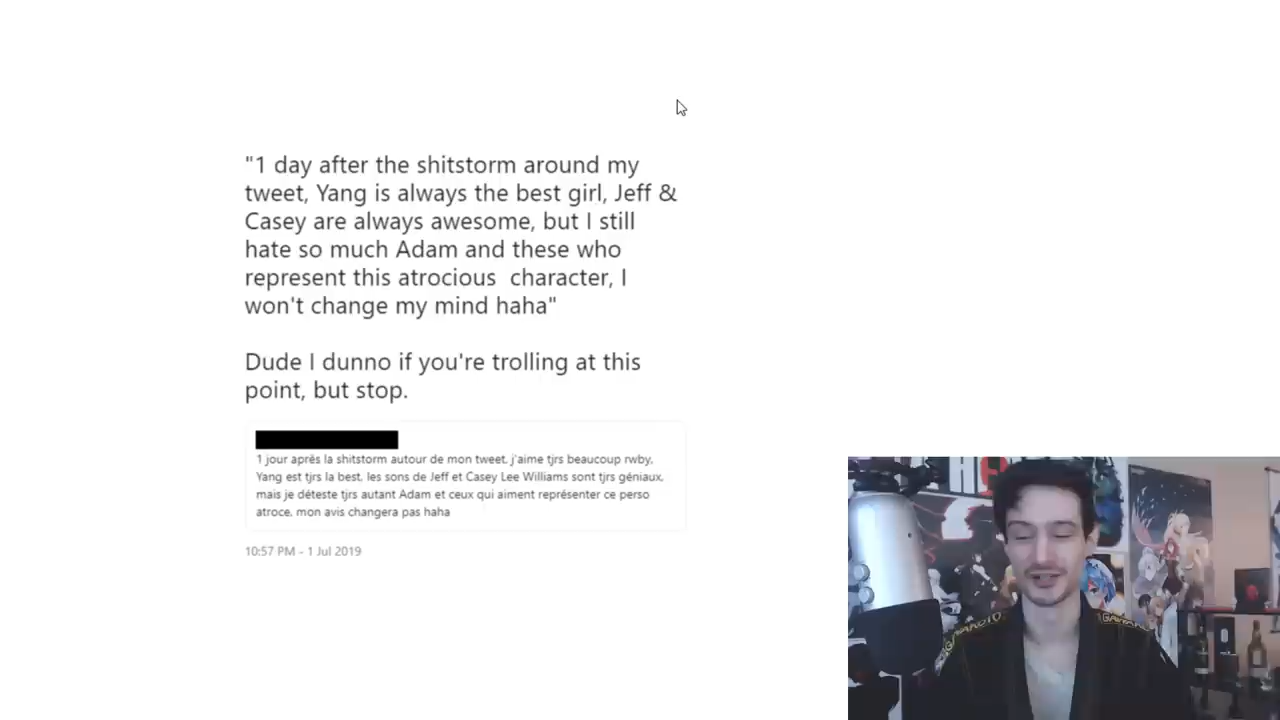 "1 day after the shitstorm around my
tweet, Yang is always the best girl, Jeff &
Casey are always awesome, but I still
hate so much Adam and these who
represent this atrocious  character, I
won't change my mind haha"
Dude I dunno if you're trolling at this
point, but stop.
1 jour après la shitstorm autour de mon tweet, j'aime tjrs beaucoup rwby,
Yang est tjrs la best, les sons de Jeff et Casey Lee Williams sont tjrs géniaux,
mais je déteste tjrs autant Adam et ceux qui aiment représenter ce perso
atroce, mon avis changera pas haha
10:57 PM - 1 Jul 2019